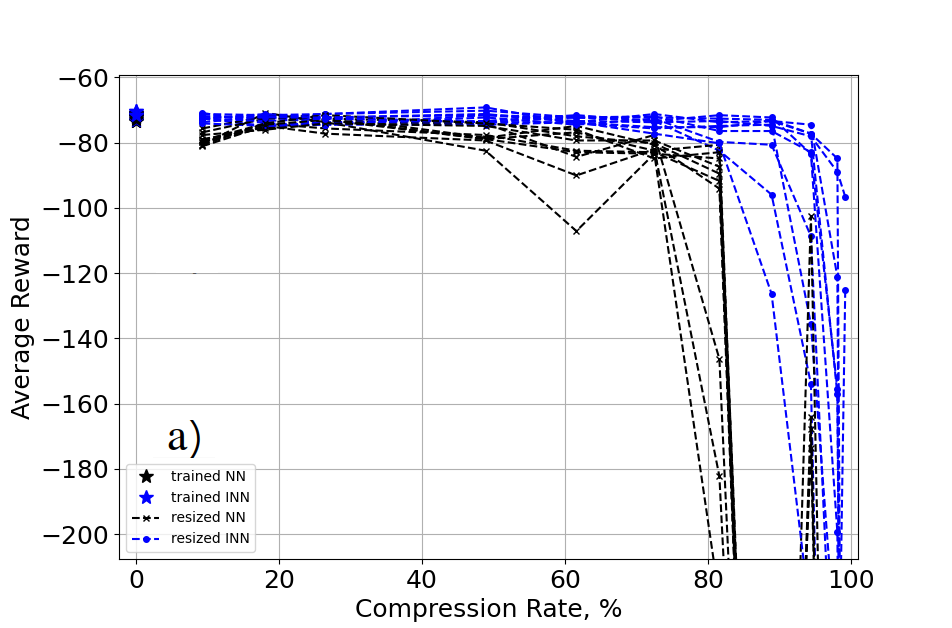 −60
−80
−100
−120
−140
−160
−180
−200
Average Reward
a)
trained NN
trained INN
resized NN
resized INN
0 20 40 60 80 100
Compression Rate, %